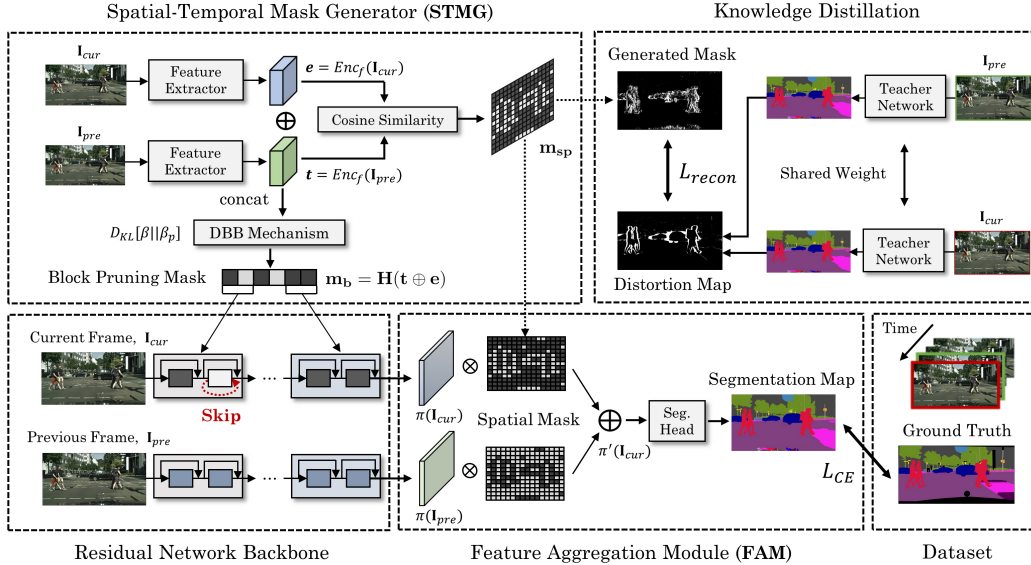 Spatial-Temporal Mask Generator (STMG)
Knowledge Distillation
I_cur
Feature
Extractor
e = Enc_f(I_cur)
⊕
Cosine Similarity
m_sp
I_pre
Feature
Extractor
t = Enc_f(I_pre)
concat
D_KL[β||β_p]
DBB Mechanism
Block Pruning Mask
m_b = H(t ⊕ e)
Generated Mask
I_pre
Teacher
Network
L_recon
Shared Weight
I_cur
Teacher
Network
Distortion Map
Current Frame, I_cur
...
Skip
Previous Frame, I_pre
...
π(I_cur)
⊗
Spatial Mask
⊕
π′(I_cur)
Seg.
Head
Segmentation Map
π(I_pre)
⊗
L_CE
Time
Ground Truth
Residual Network Backbone
Feature Aggregation Module (FAM)
Dataset